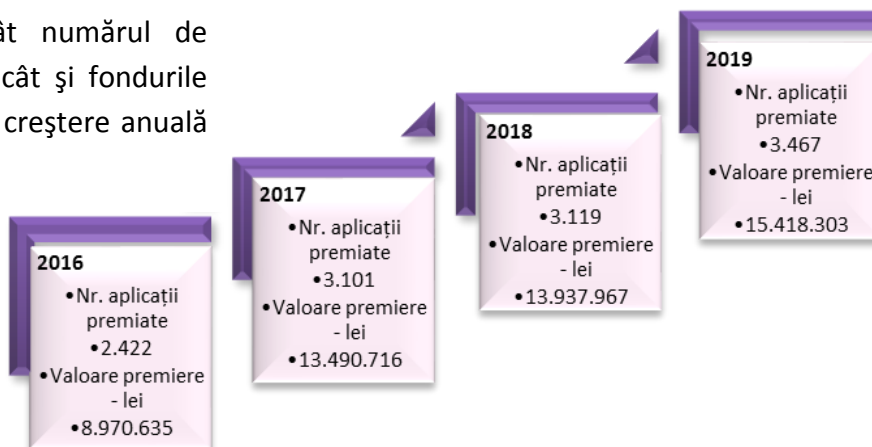 ât numărul de
cât şi fondurile
creştere anuală
2016
•Nr. aplicații
premiate
•2.422
•Valoare premiere
- lei
•8.970.635
2017
•Nr. aplicații
premiate
•3.101
•Valoare premiere
- lei
•13.490.716
2018
•Nr. aplicații
premiate
•3.119
•Valoare premiere
- lei
•13.937.967
2019
•Nr. aplicații
premiate
•3.467
•Valoare premiere
- lei
•15.418.303